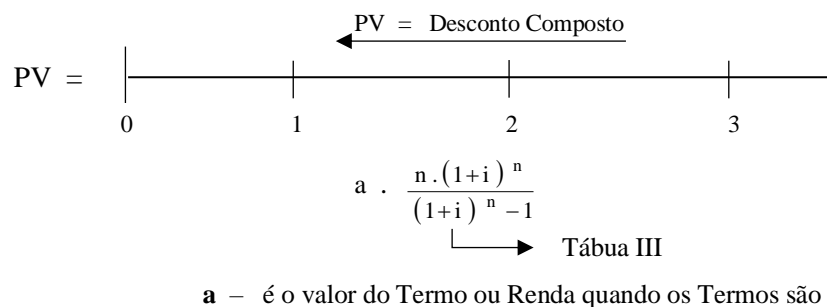 PV = Desconto Composto
PV =
0 1 2 3
a . n.(1+i) n
(1+i) n −1
Tábua III
a – é o valor do Termo ou Renda quando os Termos são